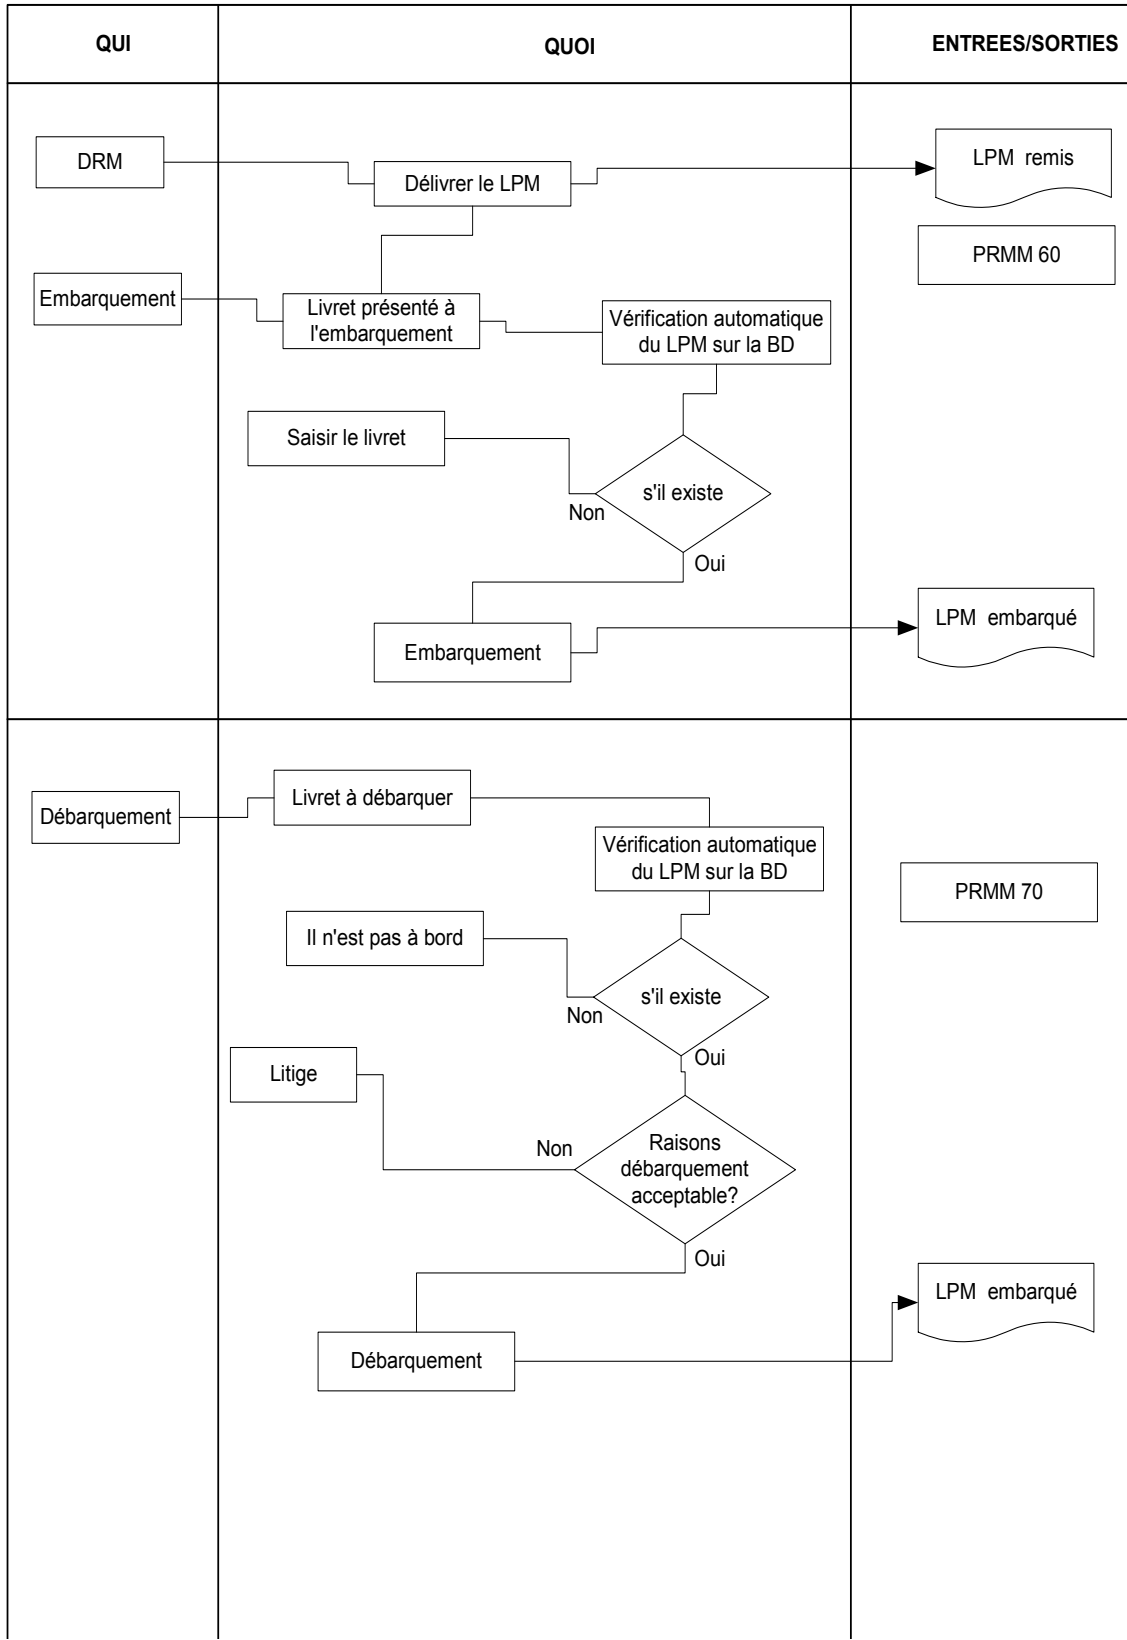 QUI
QUOI
ENTREES/SORTIES
DRM
Délivrer le LPM
LPM remis
PRMM 60
Embarquement
Livret présenté à
l'embarquement
Vérification automatique
du LPM sur la BD
Saisir le livret
s'il existe
Non
Oui
Embarquement
LPM embarqué
Débarquement
Livret à débarquer
Vérification automatique
du LPM sur la BD
PRMM 70
Il n'est pas à bord
s'il existe
Non
Oui
Litige
Non
Raisons
débarquement
acceptable?
Oui
LPM embarqué
Débarquement